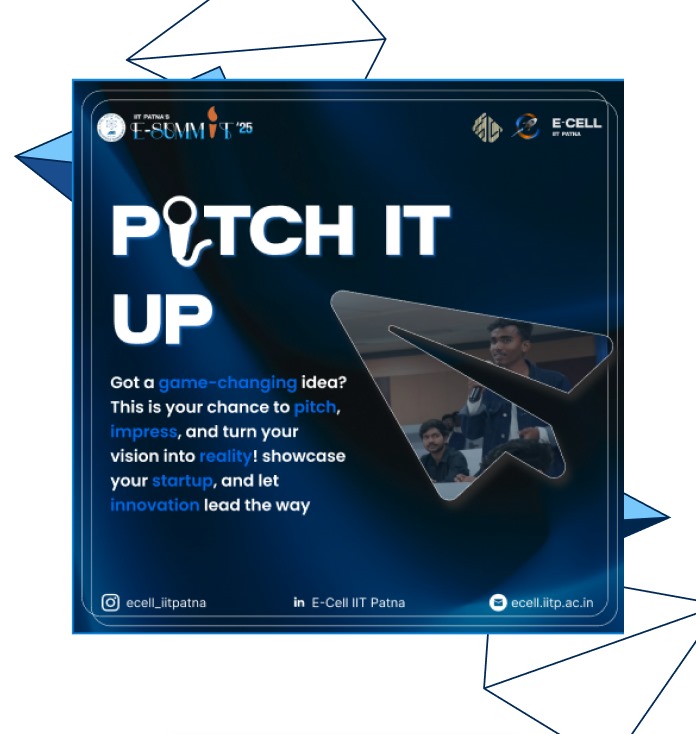 IIT PATNA'S
E-SUMMIT '25
E-CELL
IIT PATNA
PITCH IT
UP
Got a game-changing idea?
This is your chance to pitch,
impress, and turn your
vision into reality! showcase
your startup, and let
innovation lead the way
ecell_iitpatna
in E-Cell IIT Patna
ecell.iitp.ac.in